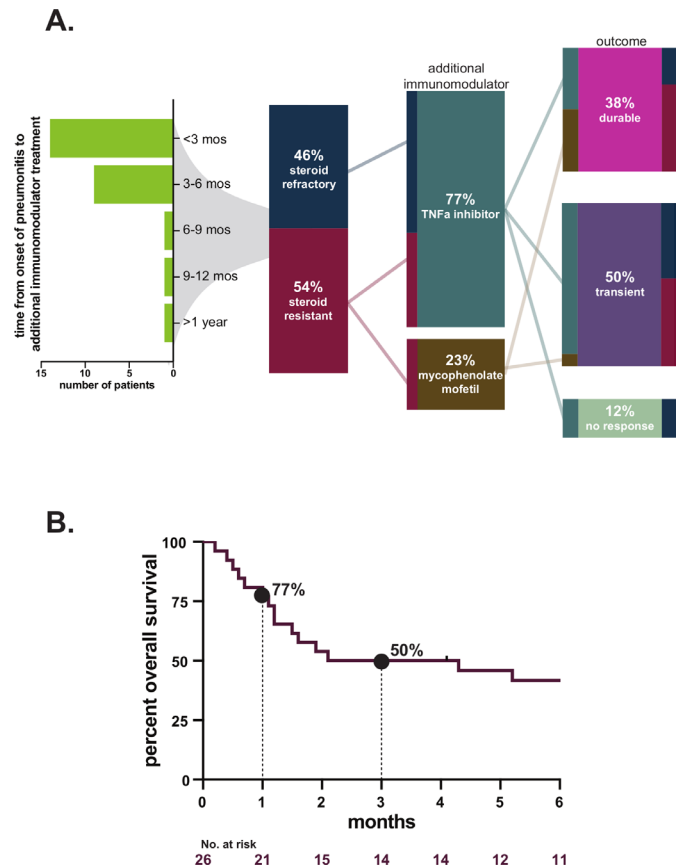 A.
time from onset of pneumonitis to
additional immunomodulator treatment
<3 mos
3-6 mos
6-9 mos
9-12 mos
>1 year
15 10 5 0
number of patients
46%
steroid
refractory
54%
steroid
resistant
additional
immunomodulator
77%
TNFa inhibitor
23%
mycophenolate
mofetil
outcome
38%
durable
50%
transient
12%
no response
B.
percent overall survival
100
75
50
25
0
77%
50%
0 1 2 3 4 5 6
months
No. at risk
26 21 15 14 14 12 11